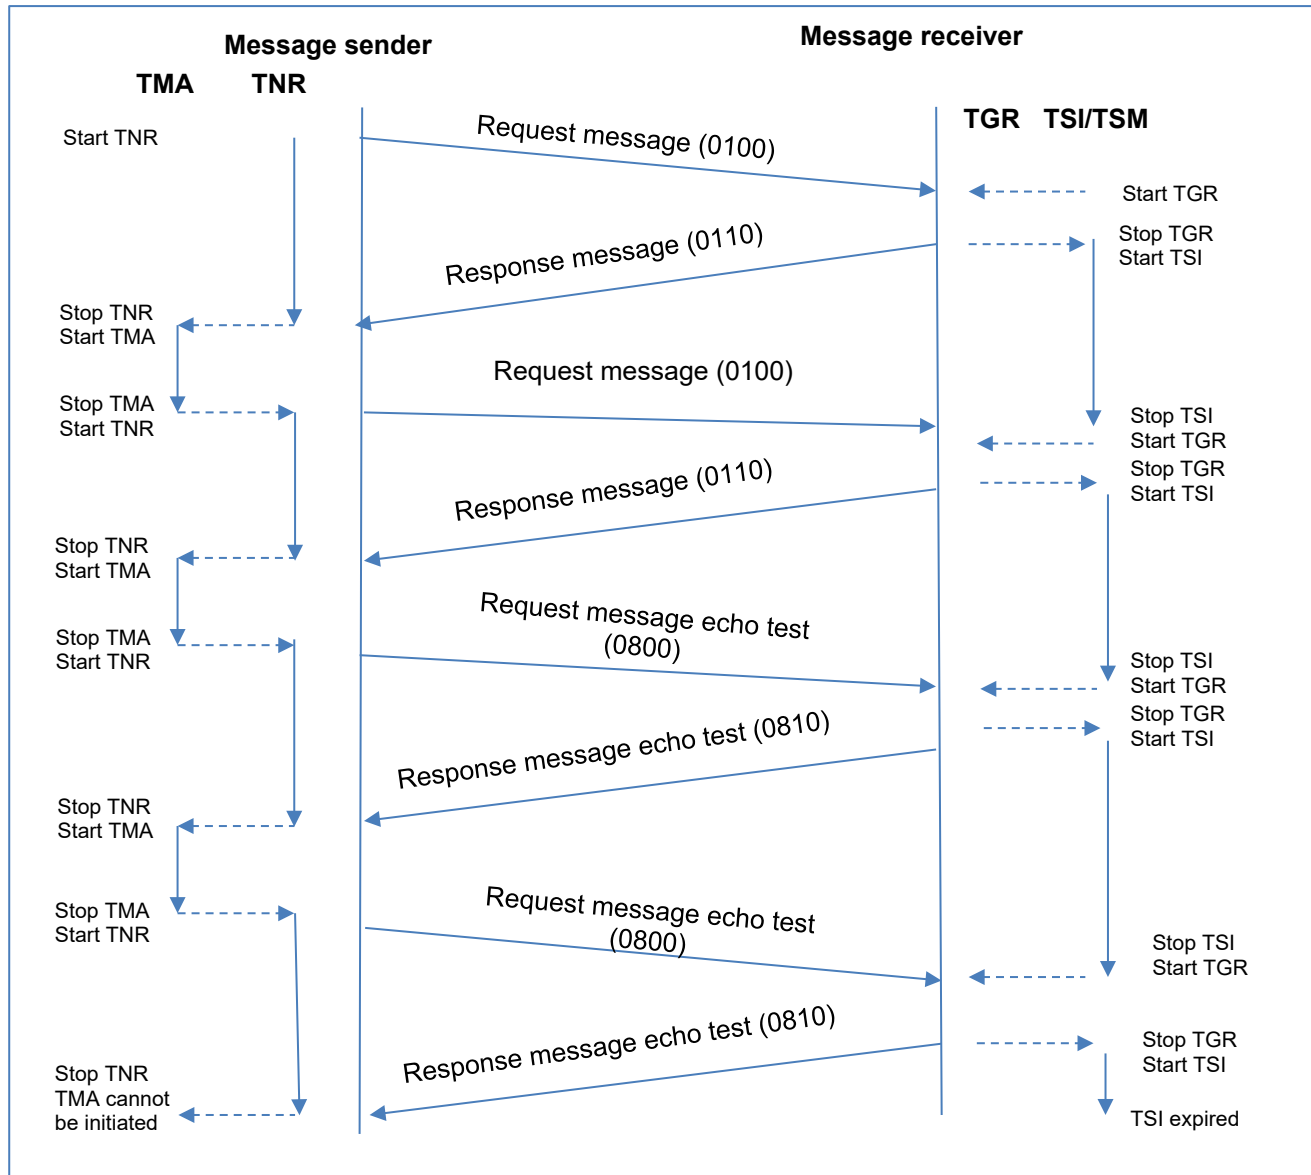 Message sender
Message receiver
TMA
TNR
TGR
TSI/TSM
Start TNR
Request message (0100)
Start TGR
Response message (0110)
Stop TGR
Start TSI
Stop TNR
Start TMA
Request message (0100)
Stop TMA
Start TNR
Stop TSI
Start TGR
Response message (0110)
Stop TGR
Start TSI
Stop TNR
Start TMA
Request message echo test
(0800)
Stop TMA
Start TNR
Stop TSI
Start TGR
Response message echo test (0810)
Stop TGR
Start TSI
Stop TNR
Start TMA
Request message echo test
(0800)
Stop TMA
Start TNR
Stop TSI
Start TGR
Response message echo test (0810)
Stop TGR
Start TSI
Stop TNR
TMA cannot
be initiated
TSI expired